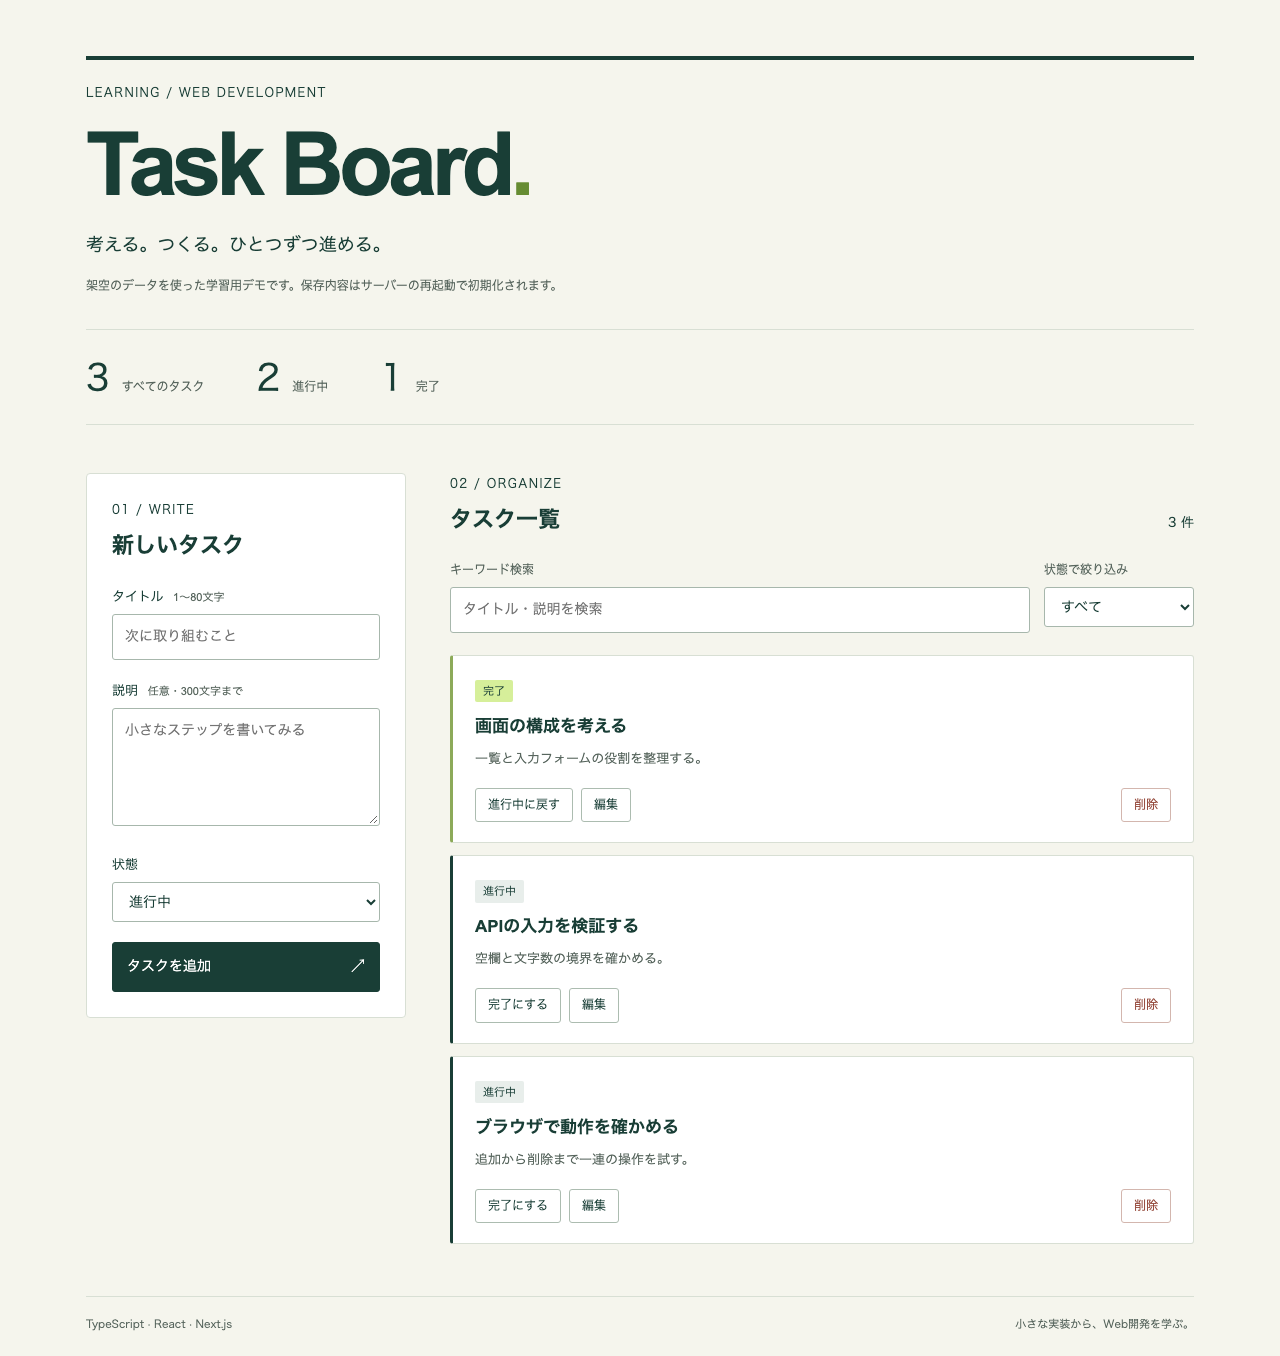 LEARNING / WEB DEVELOPMENT
Task Board.
考える。つくる。ひとつずつ進める。
架空のデータを使った学習用デモです。保存内容はサーバーの再起動で初期化されます。
3 すべてのタスク 2 進行中 1 完了
01 / WRITE
新しいタスク
タイトル 1〜80文字
次に取り組むこと
説明 任意・300文字まで
小さなステップを書いてみる
状態
進行中
タスクを追加 ↗
02 / ORGANIZE
タスク一覧 3 件
キーワード検索 状態で絞り込み
タイトル・説明を検索 すべて
完了
画面の構成を考える
一覧と入力フォームの役割を整理する。
進行中に戻す 編集 削除
進行中
APIの入力を検証する
空欄と文字数の境界を確かめる。
完了にする 編集 削除
進行中
ブラウザで動作を確かめる
追加から削除まで一連の操作を試す。
完了にする 編集 削除
TypeScript · React · Next.js 小さな実装から、Web開発を学ぶ。